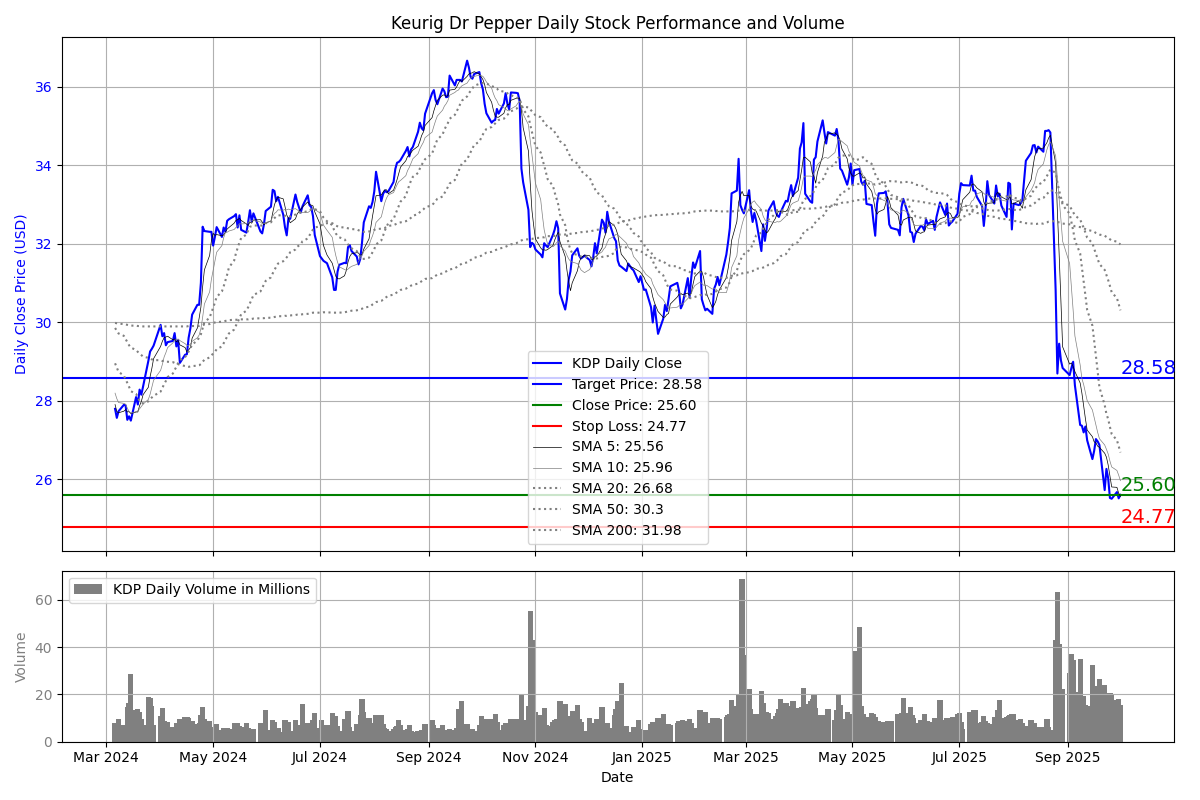 Keurig Dr Pepper Daily Stock Performance and Volume
Daily Close Price (USD)
36
34
32
30
28
26
28.58
25.60
24.77
KDP Daily Close
Target Price: 28.58
Close Price: 25.60
Stop Loss: 24.77
SMA 5: 25.56
SMA 10: 25.96
SMA 20: 26.68
SMA 50: 30.3
SMA 200: 31.98
KDP Daily Volume in Millions
Volume
60
40
20
0
Mar 2024 May 2024 Jul 2024 Sep 2024 Nov 2024 Jan 2025 Mar 2025 May 2025 Jul 2025 Sep 2025
Date